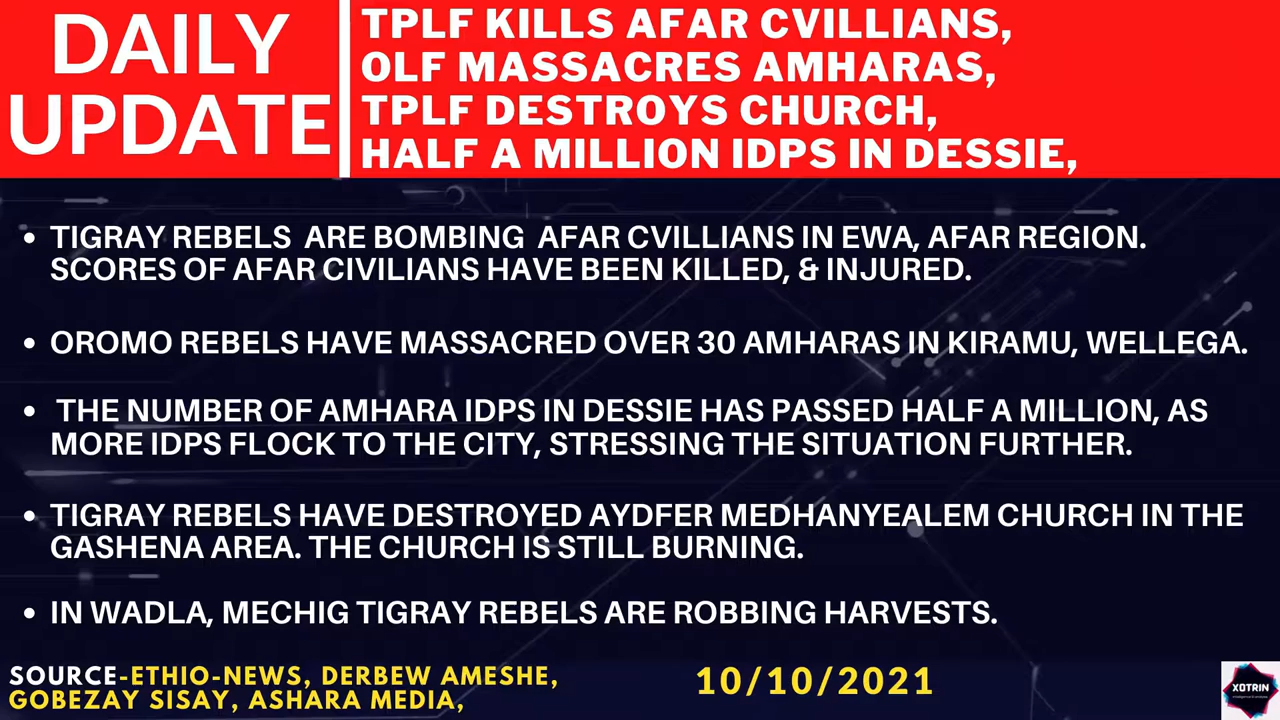 DAILY
UPDATE
TPLF KILLS AFAR CVILLIANS,
OLF MASSACRES AMHARAS,
TPLF DESTROYS CHURCH,
HALF A MILLION IDPS IN DESSIE,
• TIGRAY REBELS ARE BOMBING AFAR CVILLIANS IN EWA, AFAR REGION.
SCORES OF AFAR CIVILIANS HAVE BEEN KILLED, & INJURED.
• OROMO REBELS HAVE MASSACRED OVER 30 AMHARAS IN KIRAMU, WELLEGA.
• THE NUMBER OF AMHARA IDPS IN DESSIE HAS PASSED HALF A MILLION, AS
MORE IDPS FLOCK TO THE CITY, STRESSING THE SITUATION FURTHER.
• TIGRAY REBELS HAVE DESTROYED AYDFER MEDHANYEALEM CHURCH IN THE
GASHENA AREA. THE CHURCH IS STILL BURNING.
• IN WADLA, MECHIG TIGRAY REBELS ARE ROBBING HARVESTS.
SOURCE-ETHIO-NEWS, DERBEW AMESHE,
GOBEZAY SISAY, ASHARA MEDIA,
10/10/2021
XOTRIN